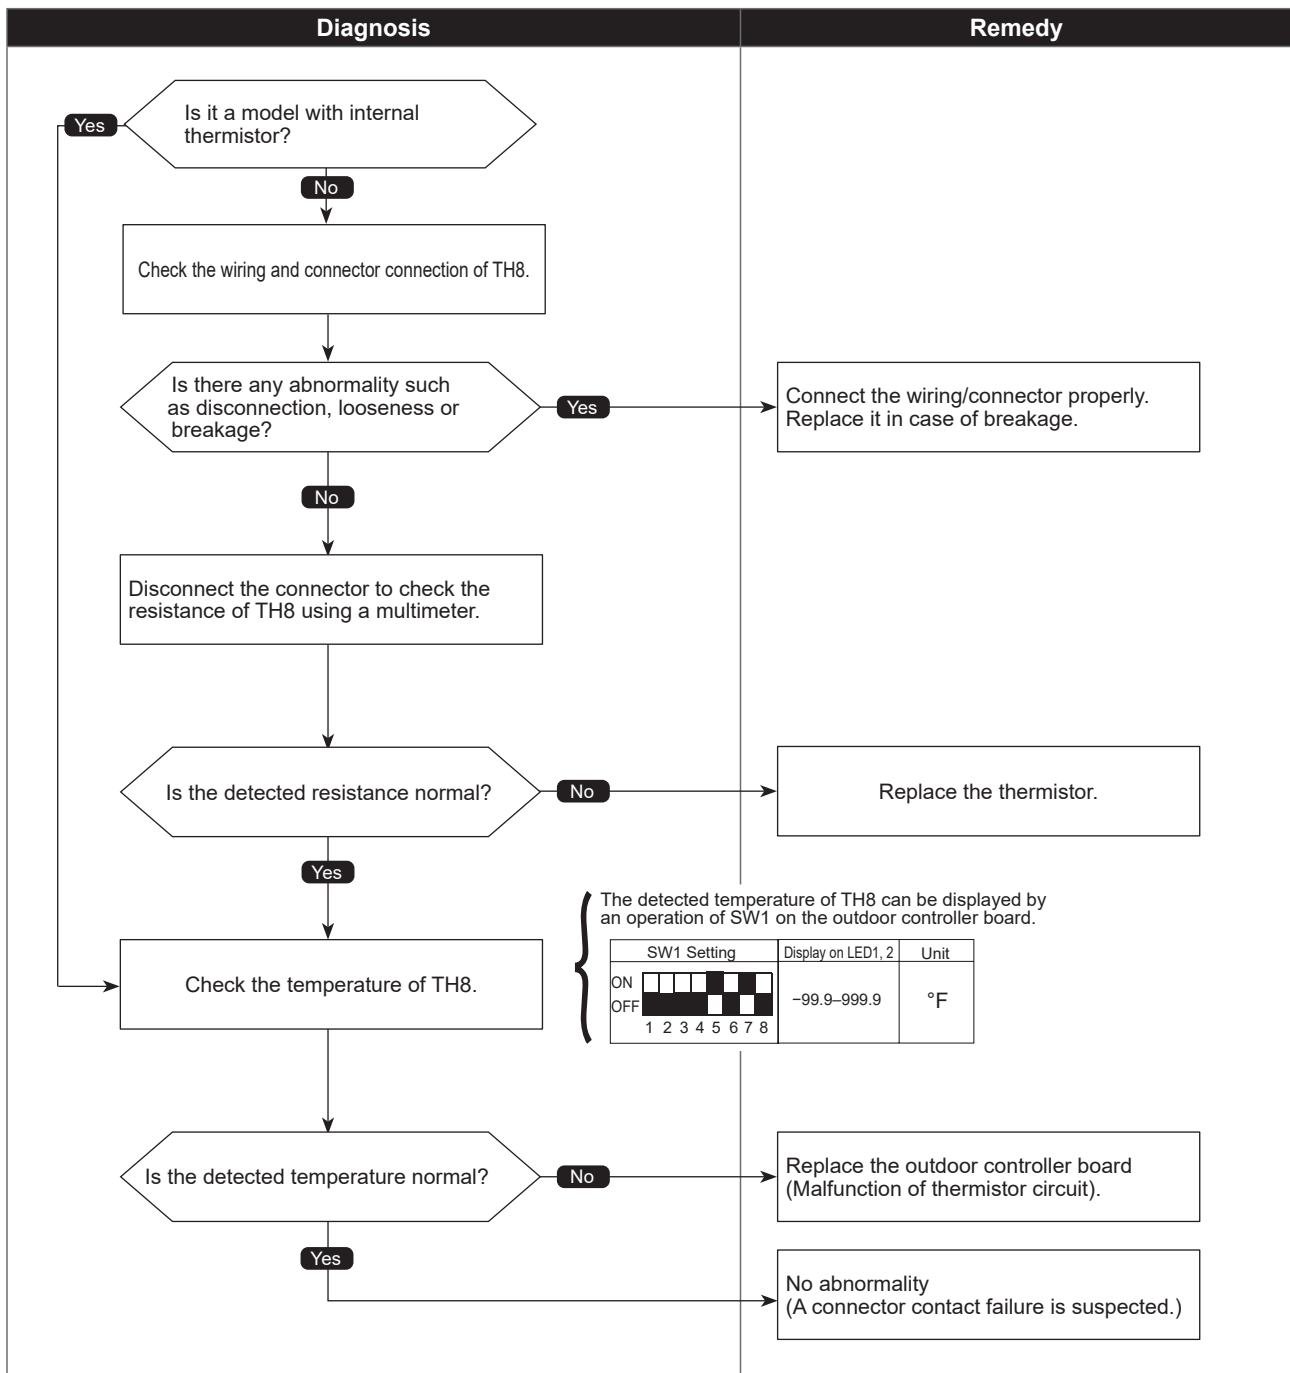 Diagnosis
Remedy
Is it a model with internal
thermistor?
Yes
No
Check the wiring and connector connection of TH8.
Is there any abnormality such
as disconnection, looseness or
breakage?
Yes
Connect the wiring/connector properly.
Replace it in case of breakage.
No
Disconnect the connector to check the
resistance of TH8 using a multimeter.
Is the detected resistance normal?
No
Replace the thermistor.
Yes
The detected temperature of TH8 can be displayed by
an operation of SW1 on the outdoor controller board.
SW1 Setting
Display on LED1, 2
Unit
ON
OFF
1 2 3 4 5 6 7 8
−99.9–999.9
°F
Check the temperature of TH8.
Is the detected temperature normal?
No
Replace the outdoor controller board
(Malfunction of thermistor circuit).
Yes
No abnormality
(A connector contact failure is suspected.)